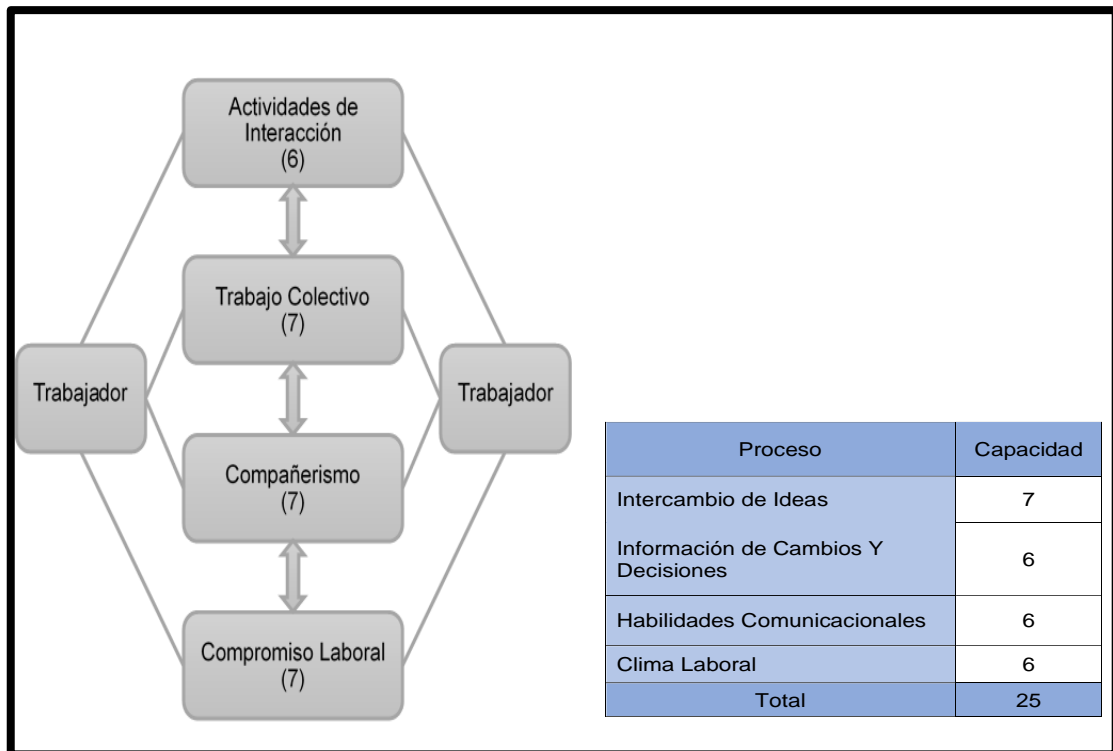 Actividades de
Interacción
(6)
Trabajo Colectivo
(7)
Trabajador
Trabajador
Compañerismo
(7)
Compromiso Laboral
(7)
Proceso Capacidad
Intercambio de Ideas 7
Información de Cambios Y
Decisiones 6
Habilidades Comunicacionales 6
Clima Laboral 6
Total 25